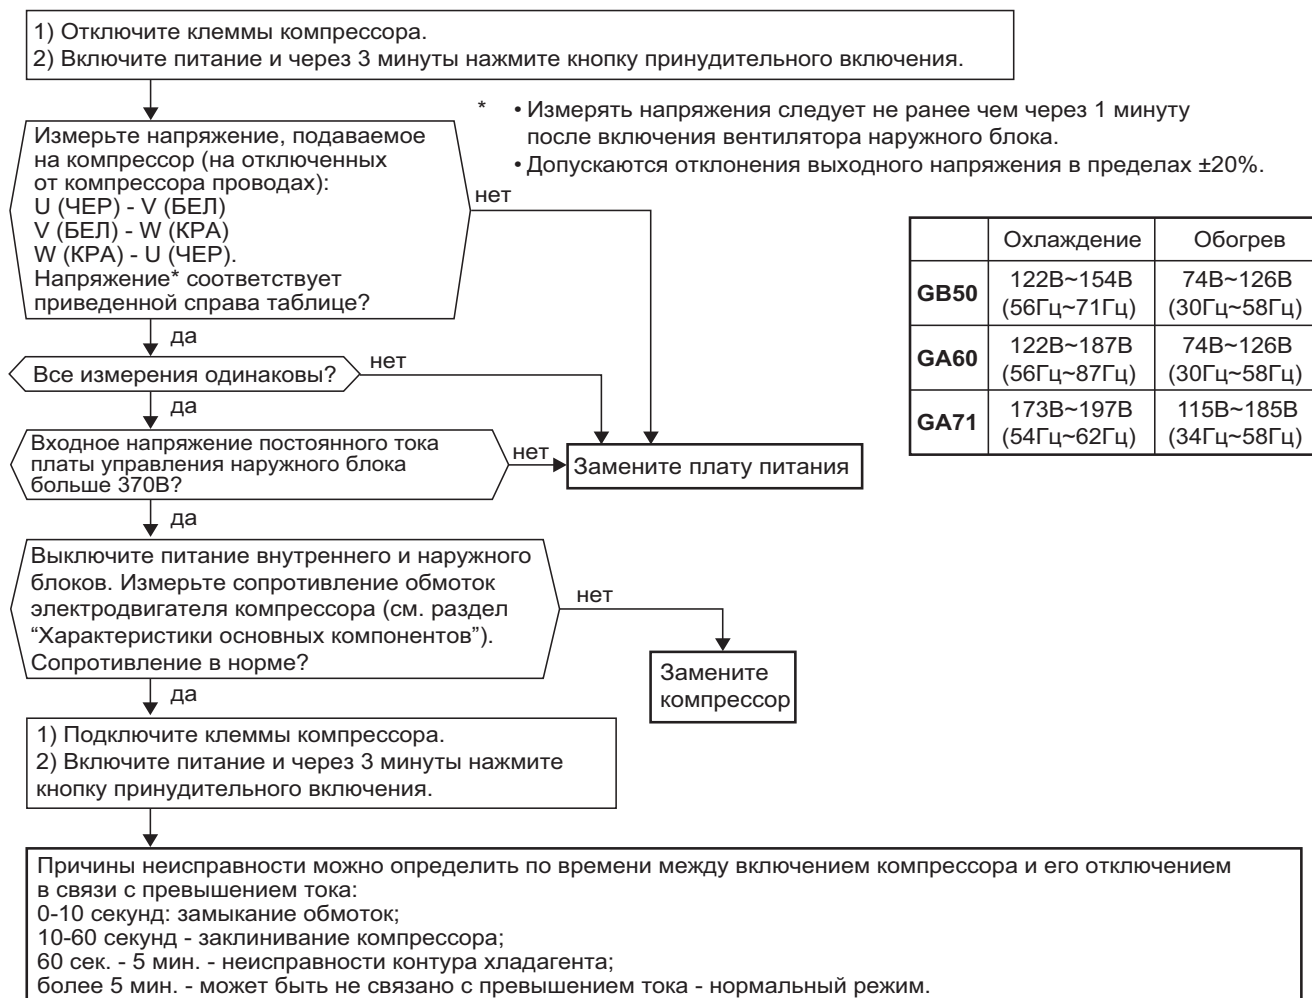 1) Отключите клеммы компрессора.
2) Включите питание и через 3 минуты нажмите кнопку принудительного включения.
* • Измерять напряжения следует не ранее чем через 1 минуту
после включения вентилятора наружного блока.
• Допускаются отклонения выходного напряжения в пределах ±20%.
Измерьте напряжение, подаваемое
на компрессор (на отключенных
от компрессора проводах):
U (ЧЕР) - V (БЕЛ)
V (БЕЛ) - W (КРА)
W (КРА) - U (ЧЕР).
Напряжение* соответствует
приведенной справа таблице?
нет
Охлаждение Обогрев
GB50 122В~154В 74В~126В
(56Гц~71Гц) (30Гц~58Гц)
GA60 122В~187В 74В~126В
(56Гц~87Гц) (30Гц~58Гц)
GA71 173В~197В 115В~185В
(54Гц~62Гц) (34Гц~58Гц)
да
Все измерения одинаковы?
нет
да
Входное напряжение постоянного тока
платы управления наружного блока
больше 370В?
нет
Замените плату питания
да
Выключите питание внутреннего и наружного
блоков. Измерьте сопротивление обмоток
электродвигателя компрессора (см. раздел
“Характеристики основных компонентов”).
Сопротивление в норме?
нет
Замените
компрессор
да
1) Подключите клеммы компрессора.
2) Включите питание и через 3 минуты нажмите
кнопку принудительного включения.
Причины неисправности можно определить по времени между включением компрессора и его отключением
в связи с превышением тока:
0-10 секунд: замыкание обмоток;
10-60 секунд - заклинивание компрессора;
60 сек. - 5 мин. - неисправности контура хладагента;
более 5 мин. - может быть не связано с превышением тока - нормальный режим.